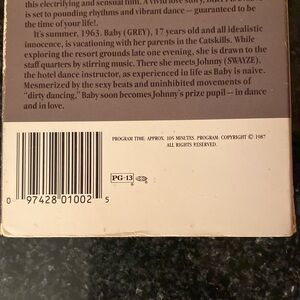 this electrifying and sensual film. A vivid love story,
is set to pounding rhythms and vibrant dance — guaranteed to be
the time of your life!
It's summer, 1963. Baby (GREY), 17 years old and all idealistic
innocence, is vacationing with her parents in the Catskills. While
exploring the resort grounds late one evening, she is drawn to the
staff quarters by stirring music. There she meets Johnny (SWAYZE),
the hotel dance instructor, as experienced in life as Baby is naive.
Mesmerized by the sexy beats and uninhibited movements of
"dirty dancing," Baby soon becomes Johnny's prize pupil — in dance
and in love.
PROGRAM TIME: APPROX. 105 MINUTES. PROGRAM: COPYRIGHT © 1987
ALL RIGHTS RESERVED.
PG-13
0 97428 01002 5